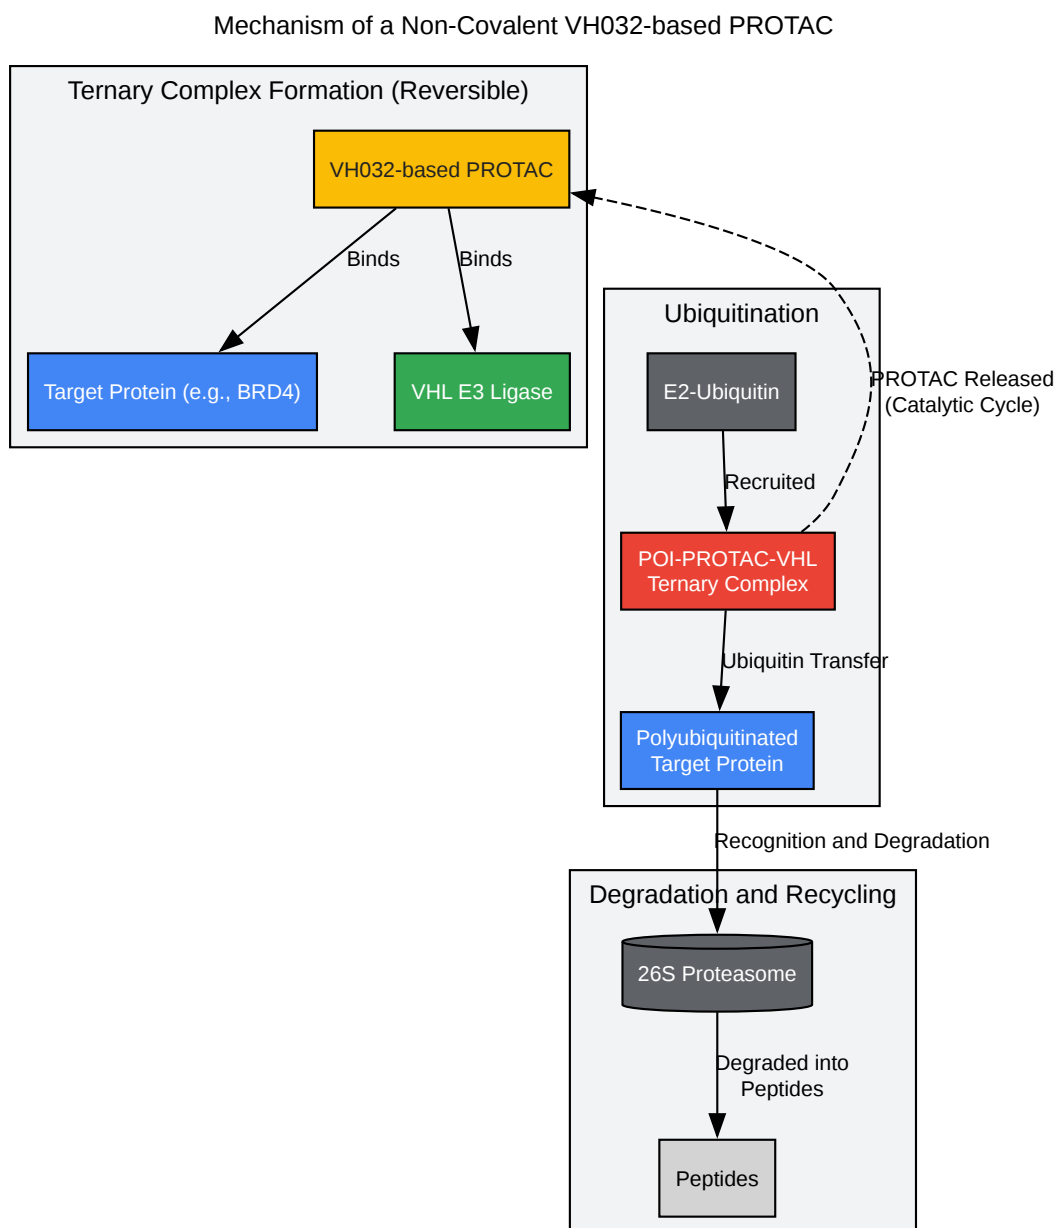 Mechanism of a Non-Covalent VH032-based PROTAC
Ternary Complex Formation (Reversible)
VH032-based PROTAC
Binds
Binds
Target Protein (e.g., BRD4)
VHL E3 Ligase
Ubiquitination
E2-Ubiquitin
PROTAC Released
(Catalytic Cycle)
Recruited
POI-PROTAC-VHL
Ternary Complex
Ubiquitin Transfer
Polyubiquitinated
Target Protein
Recognition and Degradation
Degradation and Recycling
26S Proteasome
Degraded into
Peptides
Peptides